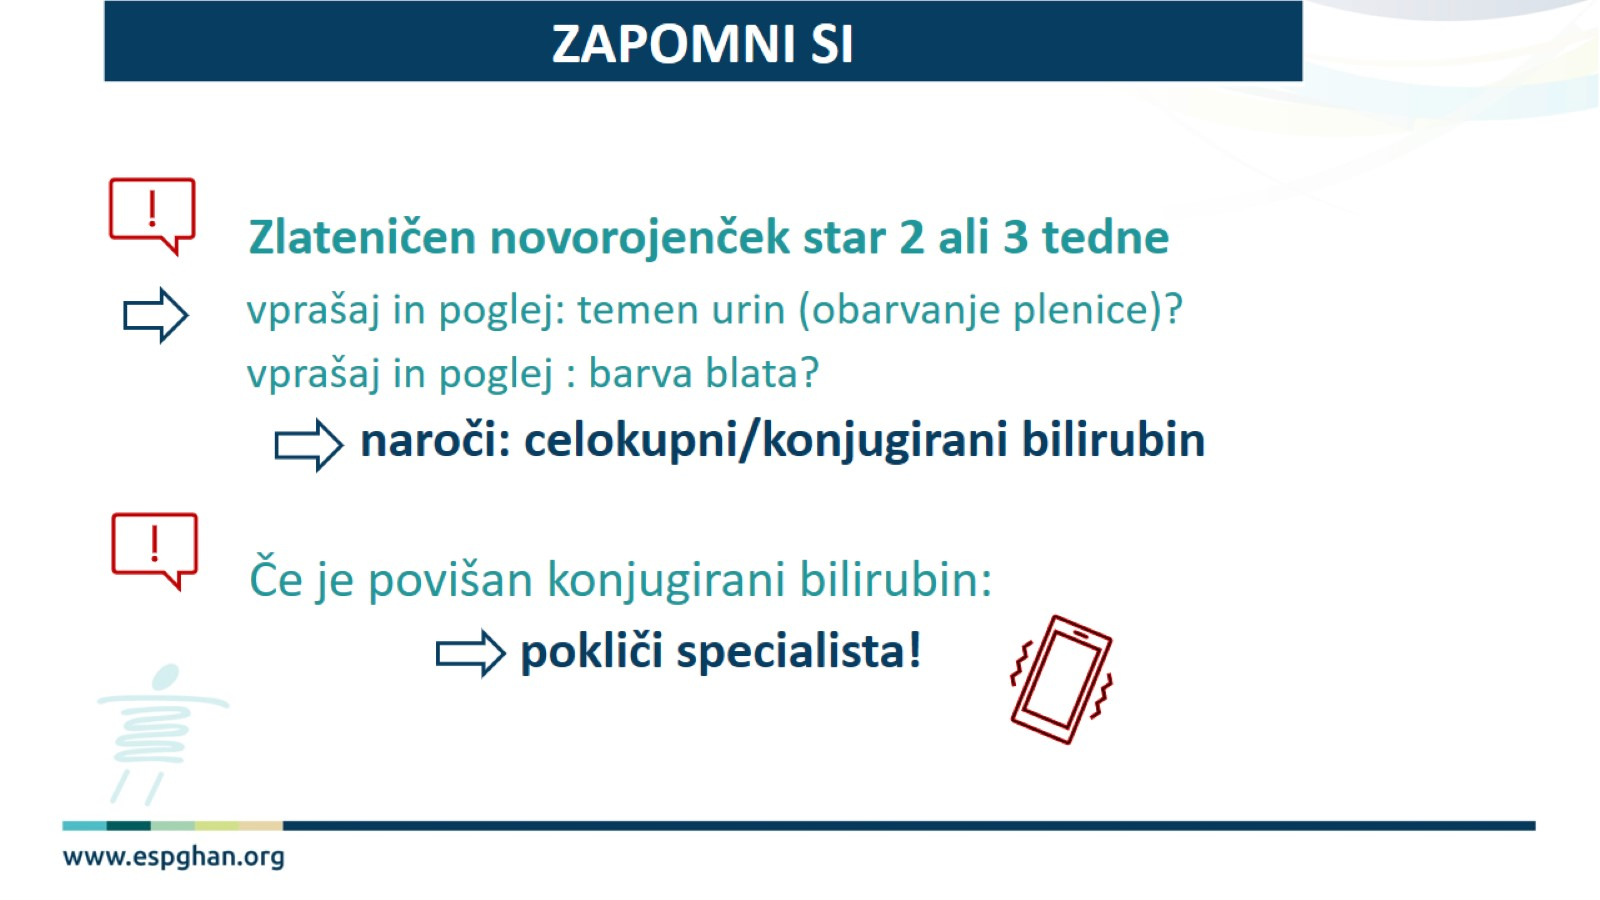 ZAPOMNI SI
!
Zlateničen novorojenček star 2 ali 3 tedne
vprašaj in poglej: temen urin (obarvanje plenice)?
vprašaj in poglej : barva blata?
naroči: celokupni/konjugirani bilirubin
!
Če je povišan konjugirani bilirubin:
pokliči specialista!
www.espghan.org